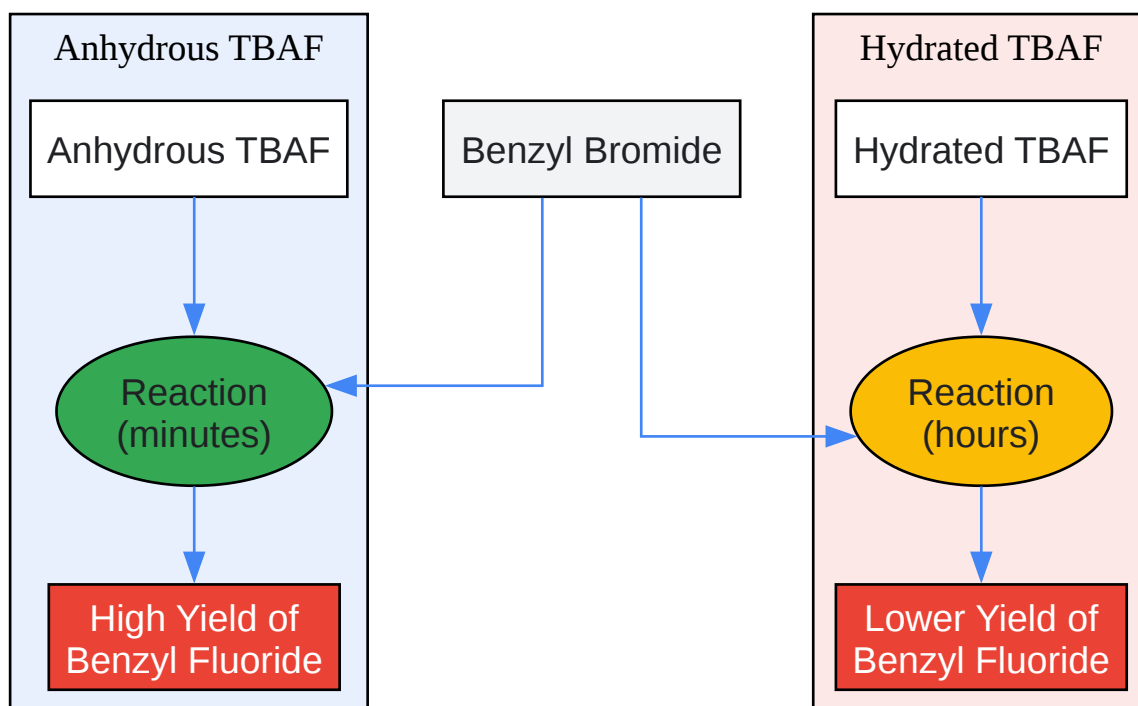 Anhydrous TBAF
Hydrated TBAF
Anhydrous TBAF
Benzyl Bromide
Hydrated TBAF
Reaction
(minutes)
Reaction
(hours)
High Yield of
Benzyl Fluoride
Lower Yield of
Benzyl Fluoride